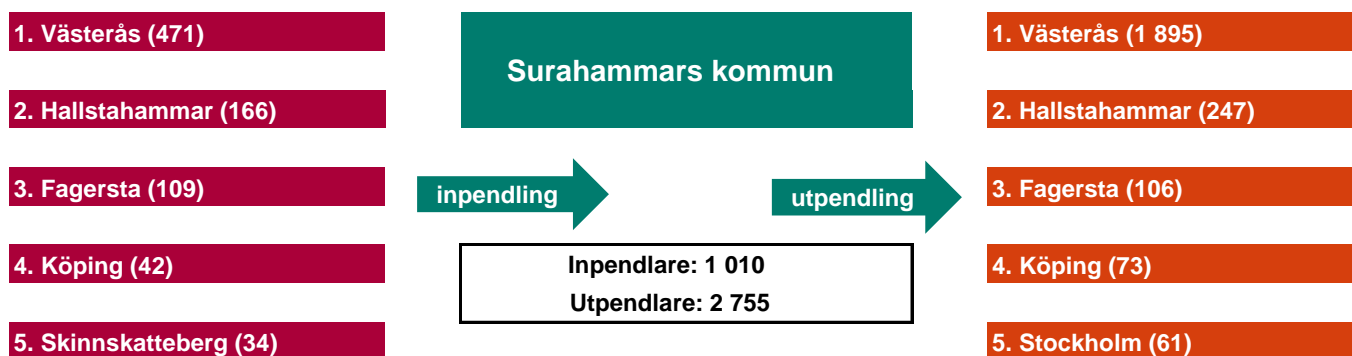 1. Västerås (471)
2. Hallstahammar (166)
3. Fagersta (109)
4. Köping (42)
5. Skinnskatteberg (34)
Surahammars kommun
inpendling
utpendling
Inpendlare: 1 010
Utpendlare: 2 755
1. Västerås (1 895)
2. Hallstahammar (247)
3. Fagersta (106)
4. Köping (73)
5. Stockholm (61)